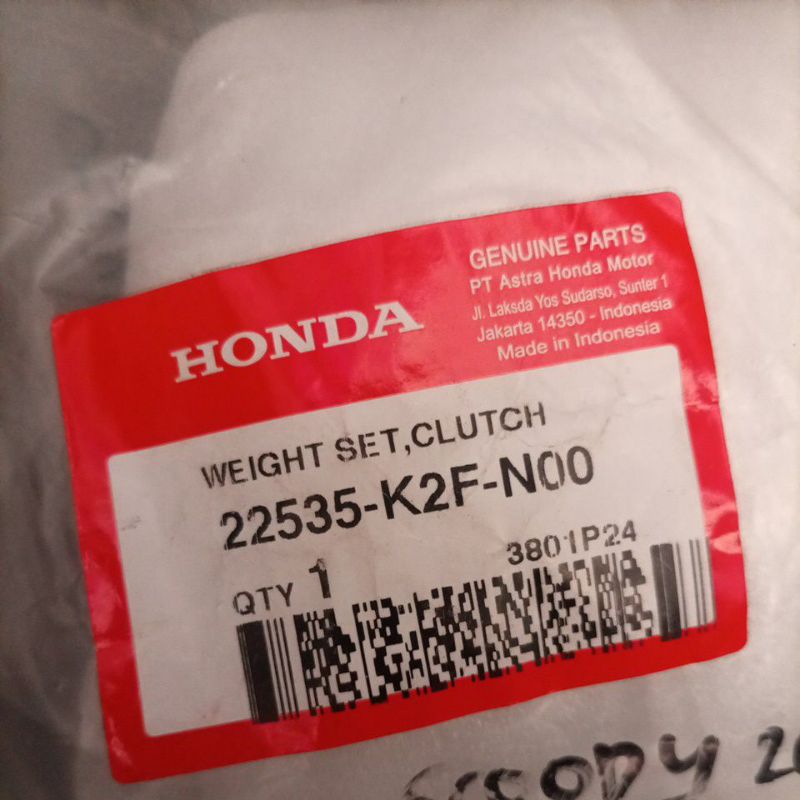 HONDA
GENUINE PARTS
PT Astra Honda Motor
Jl. Laksda Yos Sudarso, Sunter 1
Jakarta 14350 - Indonesia
Made in Indonesia
WEIGHT SET,CLUTCH
22535-K2F-N00
3801P24
QTY 1